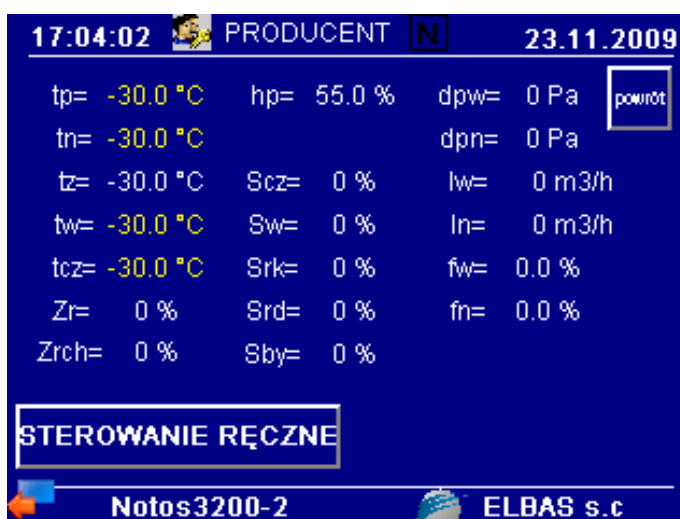 17:04:02 PRODUCENT N 23.11.2009
tp= -30.0 °C hp= 55.0 % dpw= 0 Pa powrót
tn= -30.0 °C dpn= 0 Pa
tz= -30.0 °C Scz= 0 % lw= 0 m3/h
tw= -30.0 °C Sw= 0 % ln= 0 m3/h
tcz= -30.0 °C Srk= 0 % fw= 0.0 %
Zr= 0 % Srd= 0 % fn= 0.0 %
Zrch= 0 % Sby= 0 %
STEROWANIE RĘCZNE
Notos3200-2 ELBAS s.c